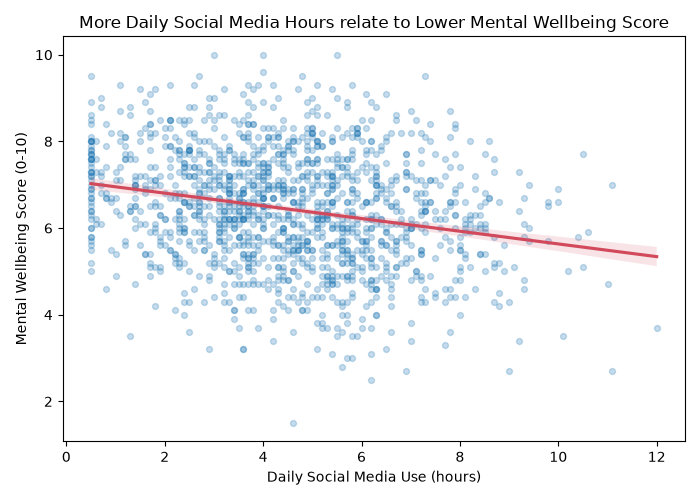 More Daily Social Media Hours relate to Lower Mental Wellbeing Score
Mental Wellbeing Score (0-10)
10
8
6
4
2
0 2 4 6 8 10 12
Daily Social Media Use (hours)